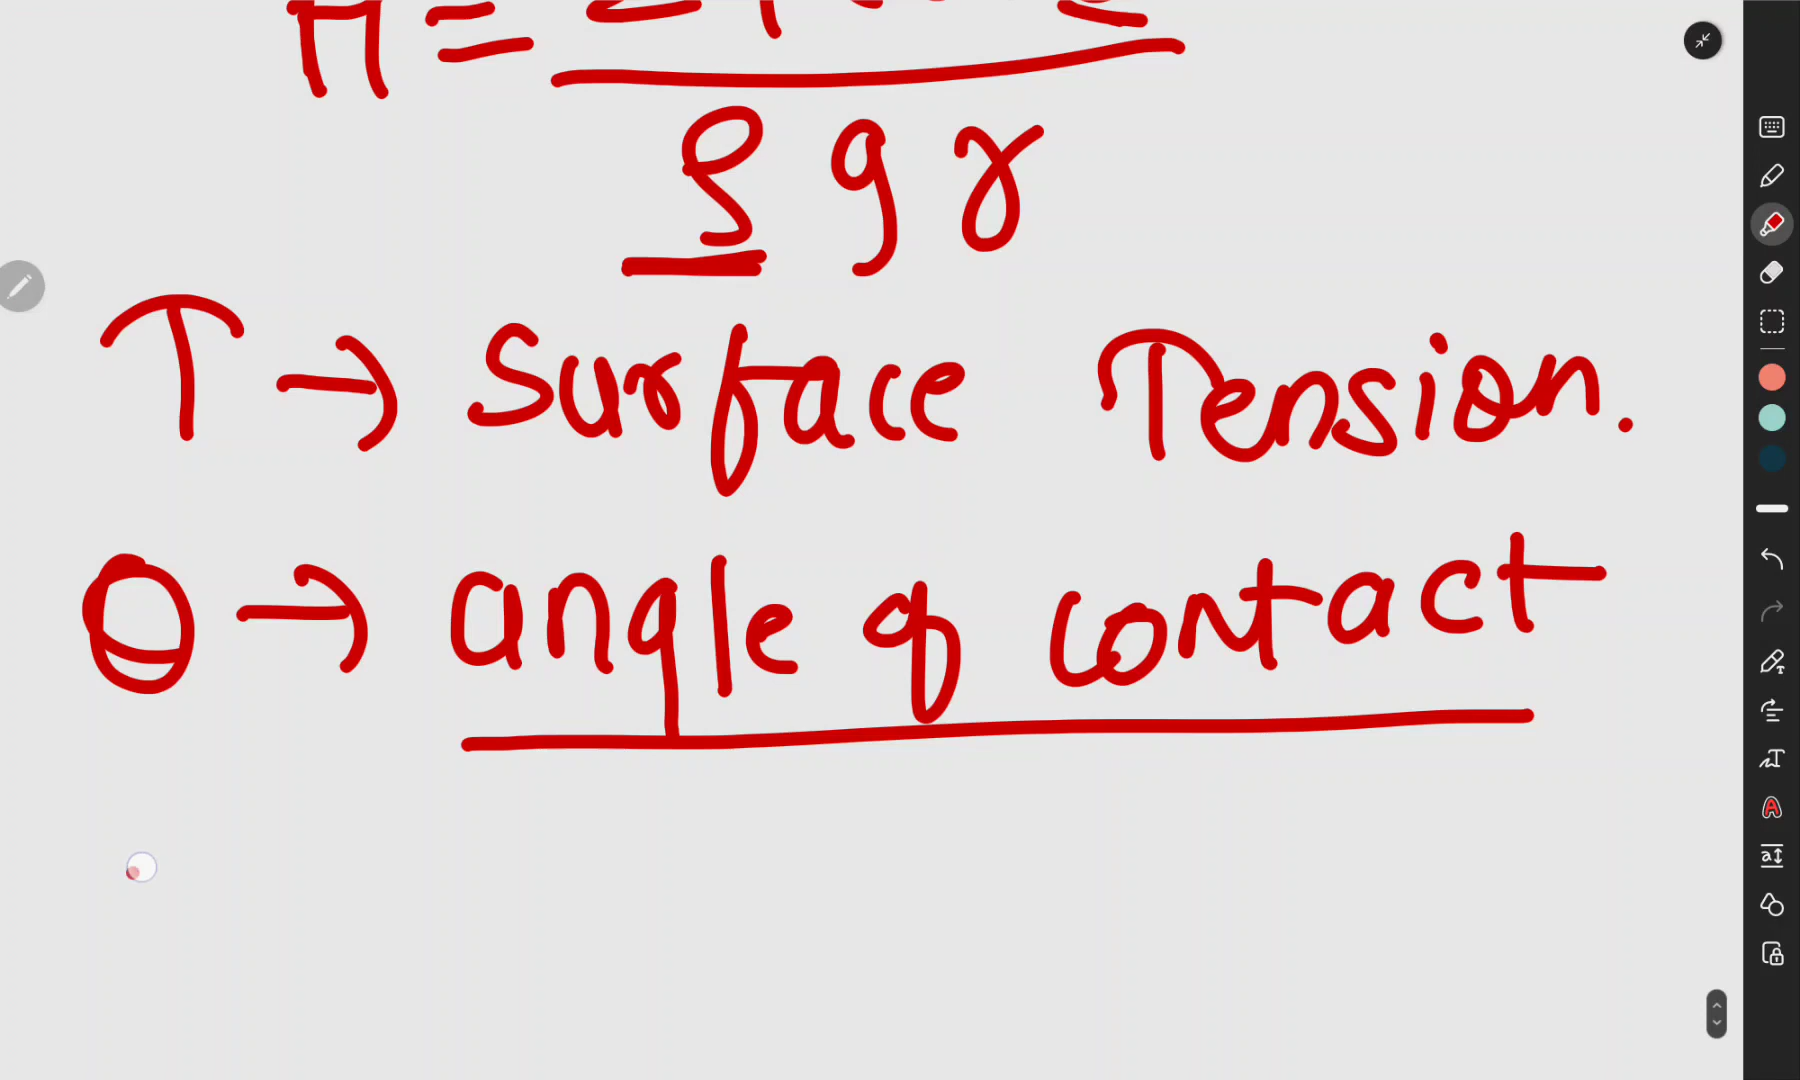 H =
ρ g r
T → Surface Tension.
θ → angle of contact